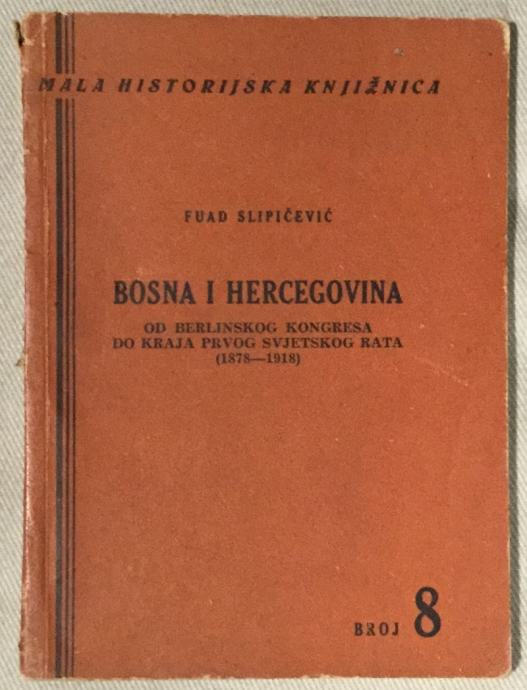 MALA HISTORIJSKA KNJIŽNICA
FUAD SLIPIČEVIĆ
BOSNA I HERCEGOVINA
OD BERLINSKOG KONGRESA
DO KRAJA PRVOG SVJETSKOG RATA
(1878—1918)
BROJ 8